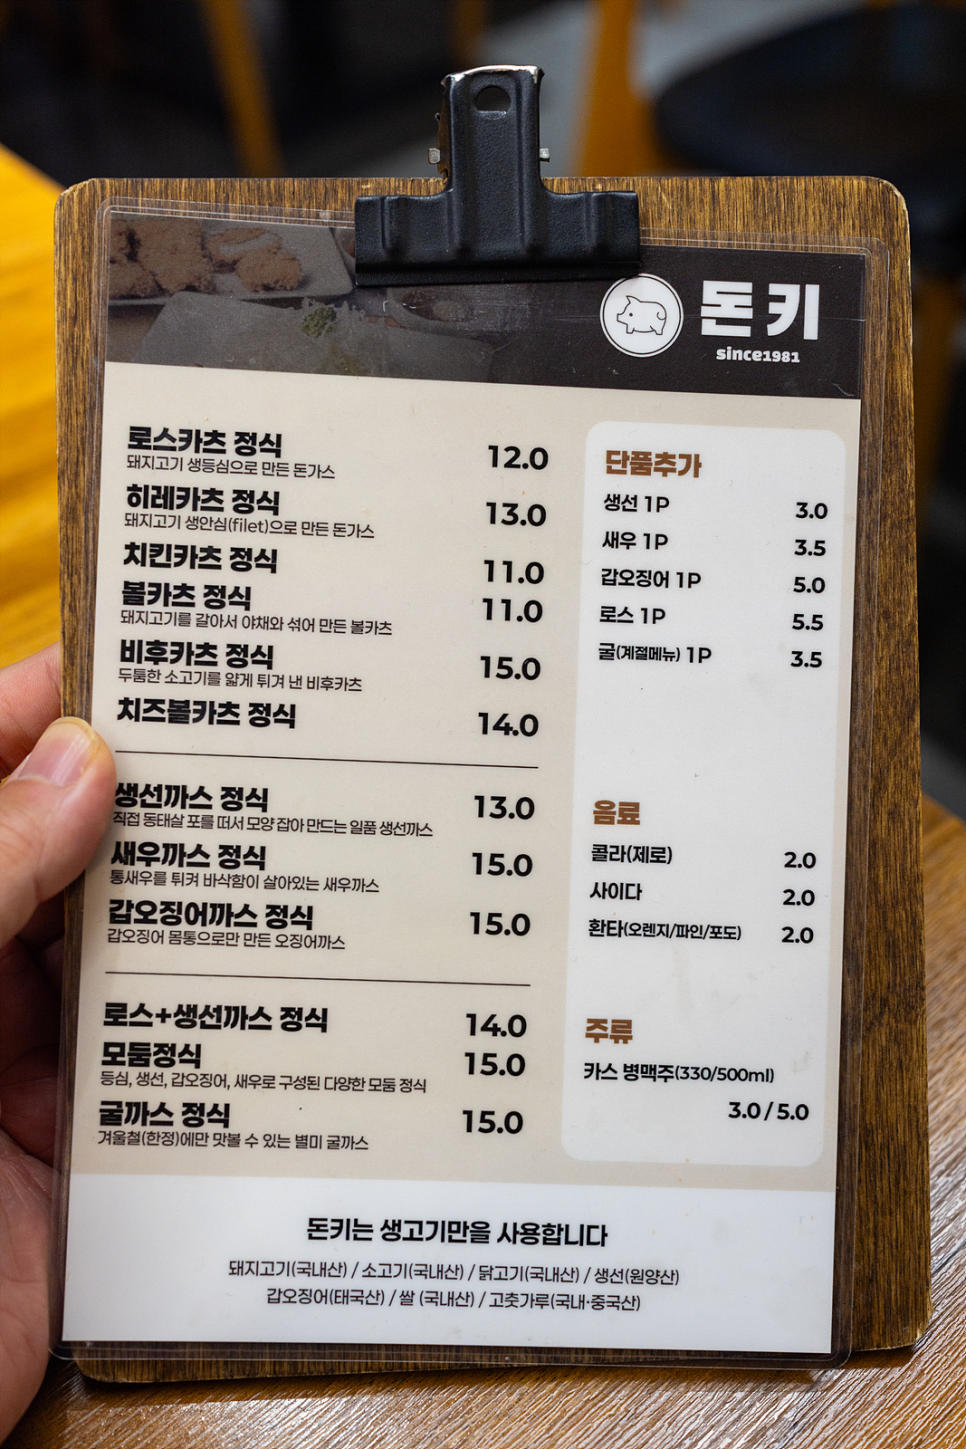 돈키
since1981
로스카츠 정식 12.0
돼지고기 생등심으로 만든 돈가스
히레카츠 정식 13.0
돼지고기 생안심(filet)으로 만든 돈가스
치킨카츠 정식 11.0
볼카츠 정식 11.0
돼지고기를 갈아서 야채와 섞어 만든 볼카츠
비후카츠 정식 15.0
두툼한 소고기를 얇게 튀겨 낸 비후카츠
치즈볼카츠 정식 14.0
생선까스 정식 13.0
직접 동태살 포를 떠서 모양 잡아 만드는 일품 생선까스
새우까스 정식 15.0
통새우를 튀겨 바삭함이 살아있는 새우까스
갑오징어까스 정식 15.0
갑오징어 몸통으로만 만든 오징어까스
로스+생선까스 정식 14.0
모둠정식 15.0
등심, 생선, 갑오징어, 새우로 구성된 다양한 모둠 정식
굴까스 정식 15.0
겨울철(한정)에만 맛볼 수 있는 별미 굴까스
단품추가
생선 1P 3.0
새우 1P 3.5
갑오징어 1P 5.0
로스 1P 5.5
굴(계절메뉴) 1P 3.5
음료
콜라(제로) 2.0
사이다 2.0
환타(오렌지/파인/포도) 2.0
주류
카스 병맥주(330/500ml)
3.0 / 5.0
돈키는 생고기만을 사용합니다
돼지고기(국내산) / 소고기(국내산) / 닭고기(국내산) / 생선(원양산)
갑오징어(태국산) / 쌀 (국내산) / 고춧가루(국내·중국산)